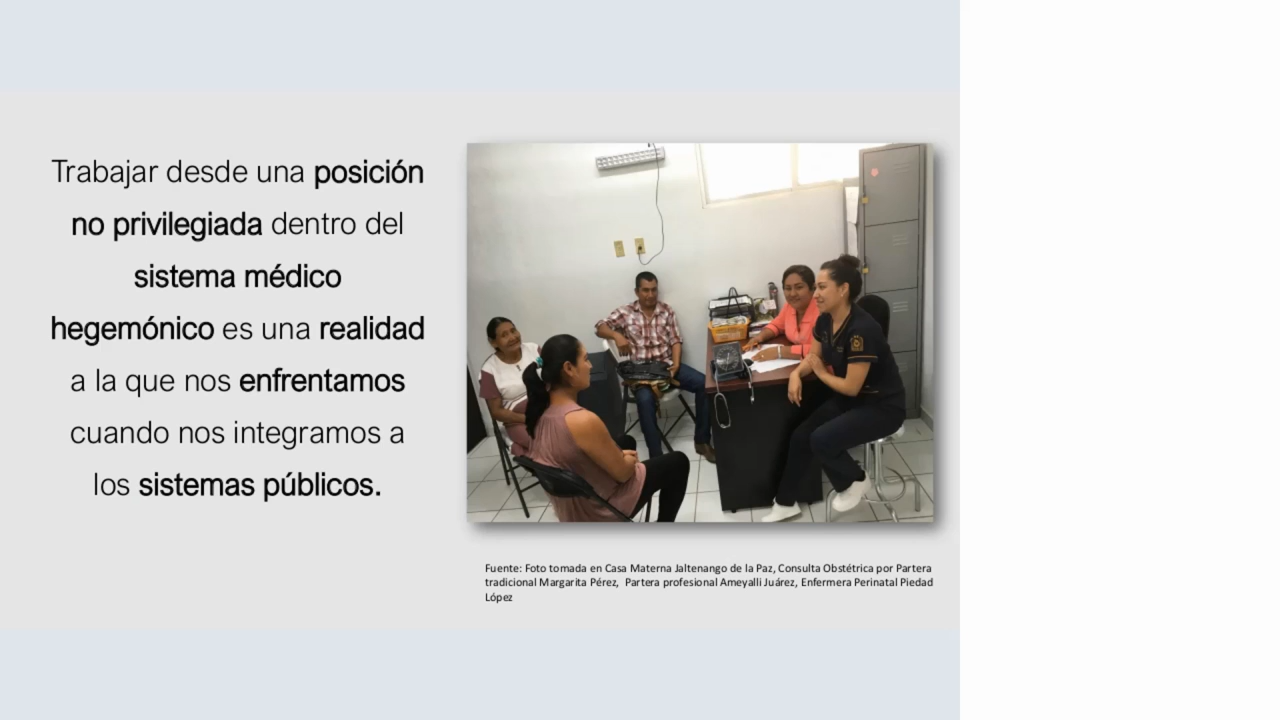 Trabajar desde una posición
no privilegiada dentro del
sistema médico
hegemónico es una realidad
a la que nos enfrentamos
cuando nos integramos a
los sistemas públicos.
Fuente: Foto tomada en Casa Materna Jaltenango de la Paz, Consulta Obstétrica por Partera
tradicional Margarita Pérez, Partera profesional Ameyalli Juárez, Enfermera Perinatal Piedad
López